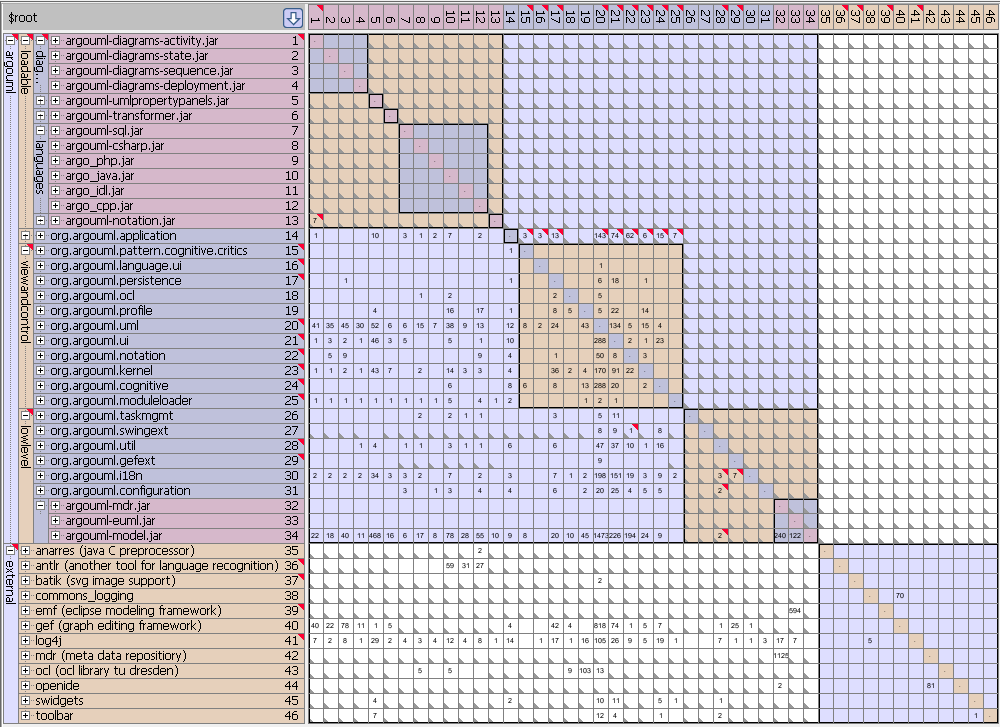 $root 1 2 3 4 5 6 7 8 9 10 11 12 13 14 15 16 17 18 19 20 21 22 23 24 25 26 27 28 29 30 31 32 33 34 35 36 37 38 39 40 41 42 43 44 45 46
argouml
loadable
diag...
argouml-diagrams-activity.jar 1 -
argouml-diagrams-state.jar 2 -
argouml-diagrams-sequence.jar 3 -
argouml-diagrams-deployment.jar 4 -
argouml-umlpropertypanels.jar 5 -
argouml-transformer.jar 6 -
languages
argouml-sql.jar 7 -
argouml-csharp.jar 8 -
argo_php.jar 9 -
argo_java.jar 10 -
argo_idl.jar 11 -
argo_cpp.jar 12 -
argouml-notation.jar 13 7 -
org.argouml.application 14 1 10 3 1 2 7 2 - 3 3 13 143 74 62 6 15 7
viewandcontrol
org.argouml.pattern.cognitive.critics 15 1 -
org.argouml.language.ui 16 - 1
org.argouml.persistence 17 1 1 - 6 18 1
org.argouml.ocl 18 1 2 2 - 5
org.argouml.profile 19 4 16 17 1 8 5 - 5 22 14
org.argouml.uml 20 41 35 45 30 52 6 6 15 7 38 9 13 12 8 2 24 43 - 134 5 15 4
org.argouml.ui 21 1 3 2 1 46 3 5 5 1 10 288 - 2 1 23
org.argouml.notation 22 5 9 9 4 1 50 8 - 3
org.argouml.kernel 23 1 1 2 1 43 7 2 14 3 3 4 36 2 4 170 91 22 -
org.argouml.cognitive 24 6 8 6 8 13 288 20 2 -
org.argouml.moduleloader 25 1 1 1 1 1 1 1 1 1 5 4 1 2 1 2 1 -
lowlevel
org.argouml.taskmgmt 26 2 2 1 1 3 5 11 -
org.argouml.swingext 27 8 9 1 8 -
org.argouml.util 28 1 4 1 1 3 1 1 6 6 47 37 10 1 16 -
org.argouml.gefext 29 9 -
org.argouml.i18n 30 2 2 2 2 34 3 3 2 2 7 5 12 3 7 1 2 198 151 19 3 9 2 3 7 -
org.argouml.configuration 31 3 1 3 4 4 6 2 20 25 4 5 5 2 -
argouml-mdr.jar 32 -
argouml-euml.jar 33 -
argouml-model.jar 34 22 18 40 11 468 16 6 17 8 78 28 55 10 9 8 20 10 45 1473 226 194 24 9 2 240 122 -
external
anarres (java C preprocessor) 35 2 -
antlr (another tool for language recognition) 36 59 31 27 -
batik (svg image support) 37 2 -
commons_logging 38 - 70
emf (eclipse modeling framework) 39 594 -
gef (graph editing framework) 40 40 22 78 11 1 5 4 42 4 818 74 1 5 7 1 25 1 -
log4j 41 7 2 8 1 29 2 4 3 4 12 4 8 1 14 1 17 1 16 105 26 9 5 19 1 7 1 1 3 17 7 5 -
mdr (meta data repositiory) 42 1125 -
ocl (ocl library tu dresden) 43 5 5 9 103 13 -
openide 44 2 81 -
swidgets 45 4 2 10 11 5 1 2 1 -
toolbar 46 7 12 4 1 2 1 -